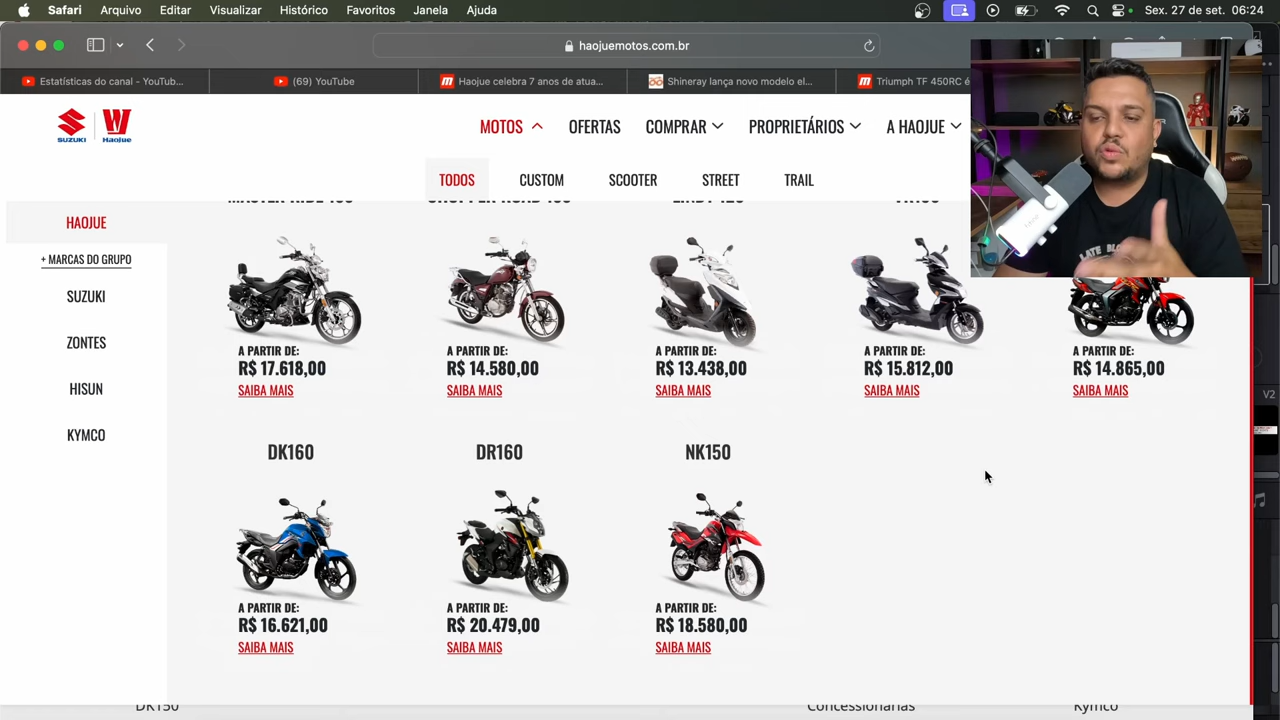 Safari Arquivo Editar Visualizar Histórico Favoritos Janela Ajuda Sex. 27 de set. 06:24
haojuemotos.com.br
Estatísticas do canal - YouTub... (69) YouTube Haojue celebra 7 anos de atua... Shineray lança novo modelo el... Triumph TF 450RC é
SUZUKI HAOJUE
MOTOS OFERTAS COMPRAR PROPRIETÁRIOS A HAOJUE
TODOS CUSTOM SCOOTER STREET TRAIL
HAOJUE
+ MARCAS DO GRUPO
SUZUKI
ZONTES
HISUN
KYMCO
A PARTIR DE: A PARTIR DE: A PARTIR DE: A PARTIR DE: A PARTIR DE:
R$ 17.618,00 R$ 14.580,00 R$ 13.438,00 R$ 15.812,00 R$ 14.865,00
SAIBA MAIS SAIBA MAIS SAIBA MAIS SAIBA MAIS SAIBA MAIS
V2
DK160 DR160 NK150
A PARTIR DE: A PARTIR DE: A PARTIR DE:
R$ 16.621,00 R$ 20.479,00 R$ 18.580,00
SAIBA MAIS SAIBA MAIS SAIBA MAIS
DK150 Concessionárias Kymco